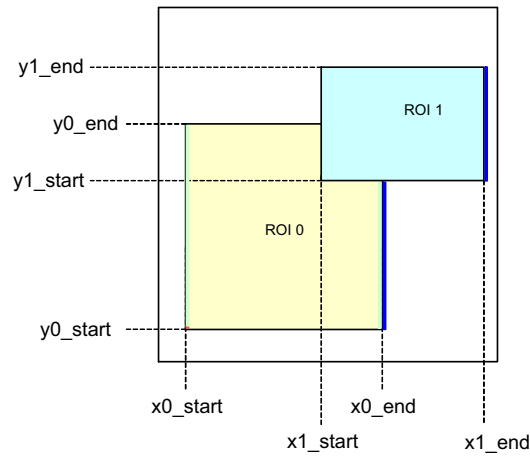 y1_end
ROI 1
y0_end
y1_start
ROI 0
y0_start
x0_start
x0_end
x1_start
x1_end